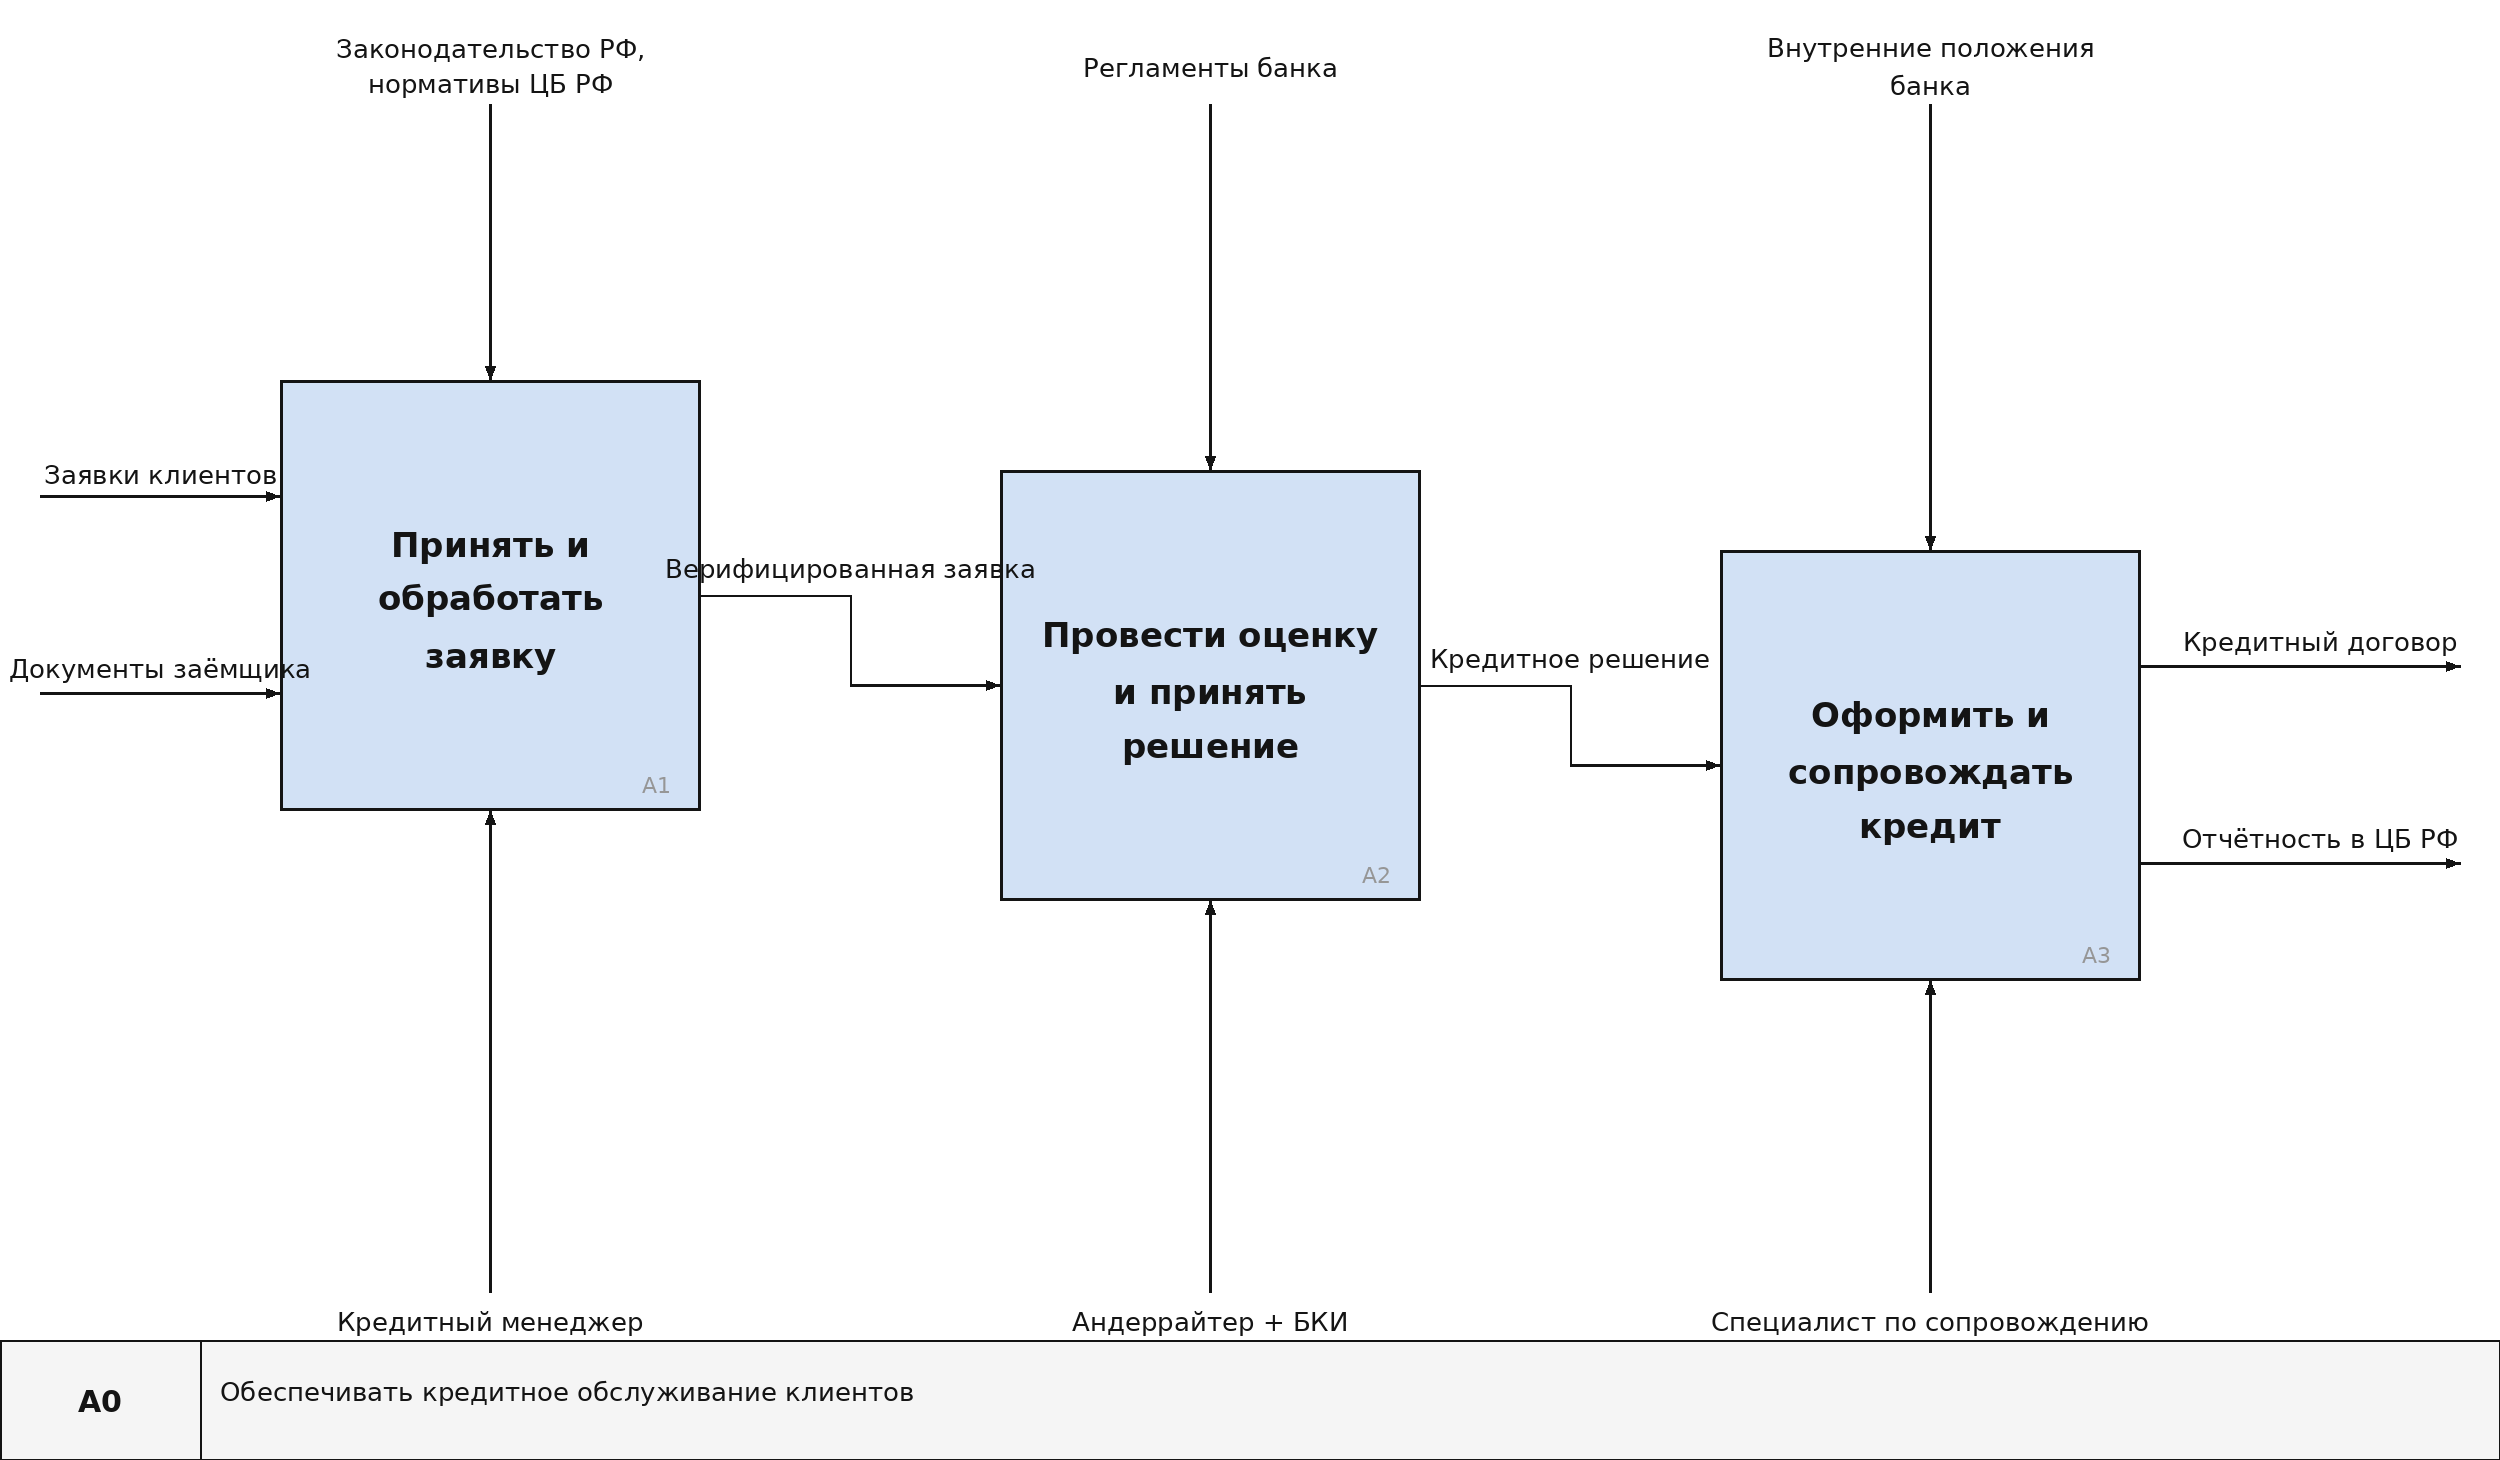 Законодательство РФ,
нормативы ЦБ РФ
Регламенты банка
Внутренние положения
банка
Заявки клиентов
Документы заёмщика
Принять и
обработать
заявку
A1
Верифицированная заявка
Провести оценку
и принять
решение
A2
Кредитное решение
Оформить и
сопровождать
кредит
A3
Кредитный договор
Отчётность в ЦБ РФ
Кредитный менеджер
Андеррайтер + БКИ
Специалист по сопровождению
A0
Обеспечивать кредитное обслуживание клиентов